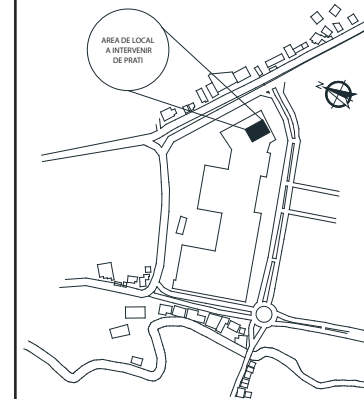 AREA DE LOCAL
A INTERVENIR
DE PRATI
N